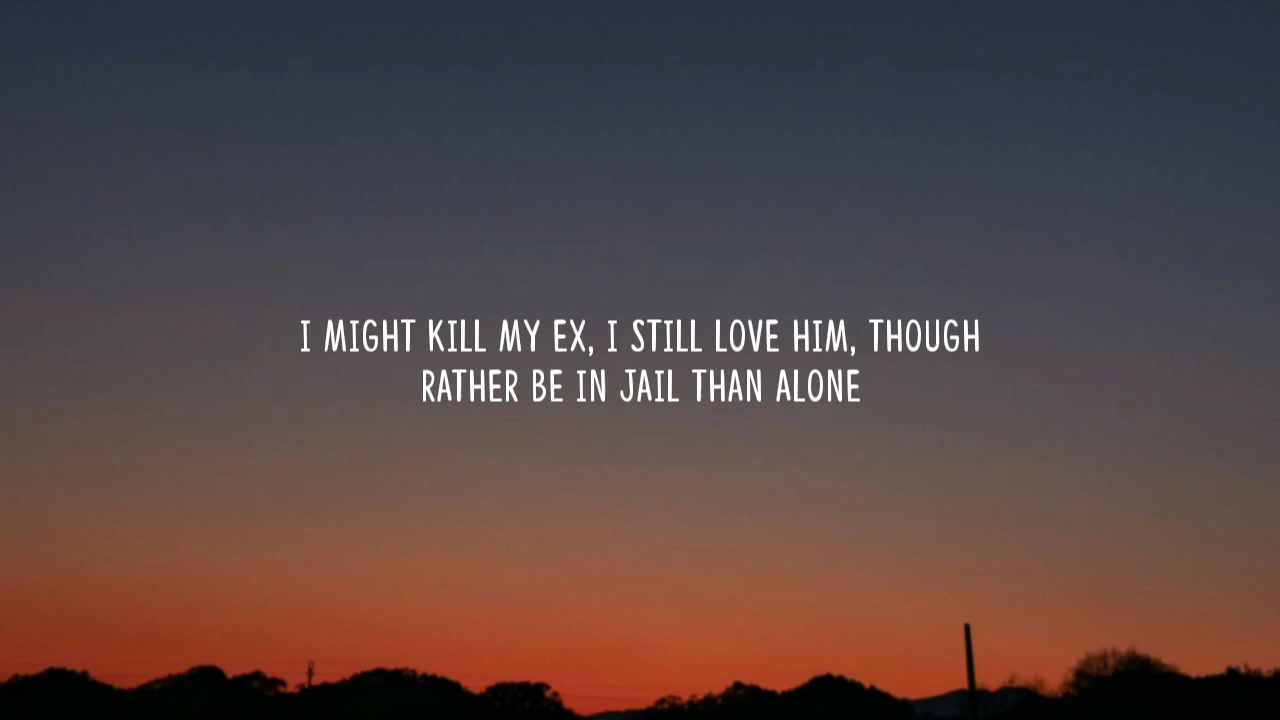 I MIGHT KILL MY EX, I STILL LOVE HIM, THOUGH
RATHER BE IN JAIL THAN ALONE